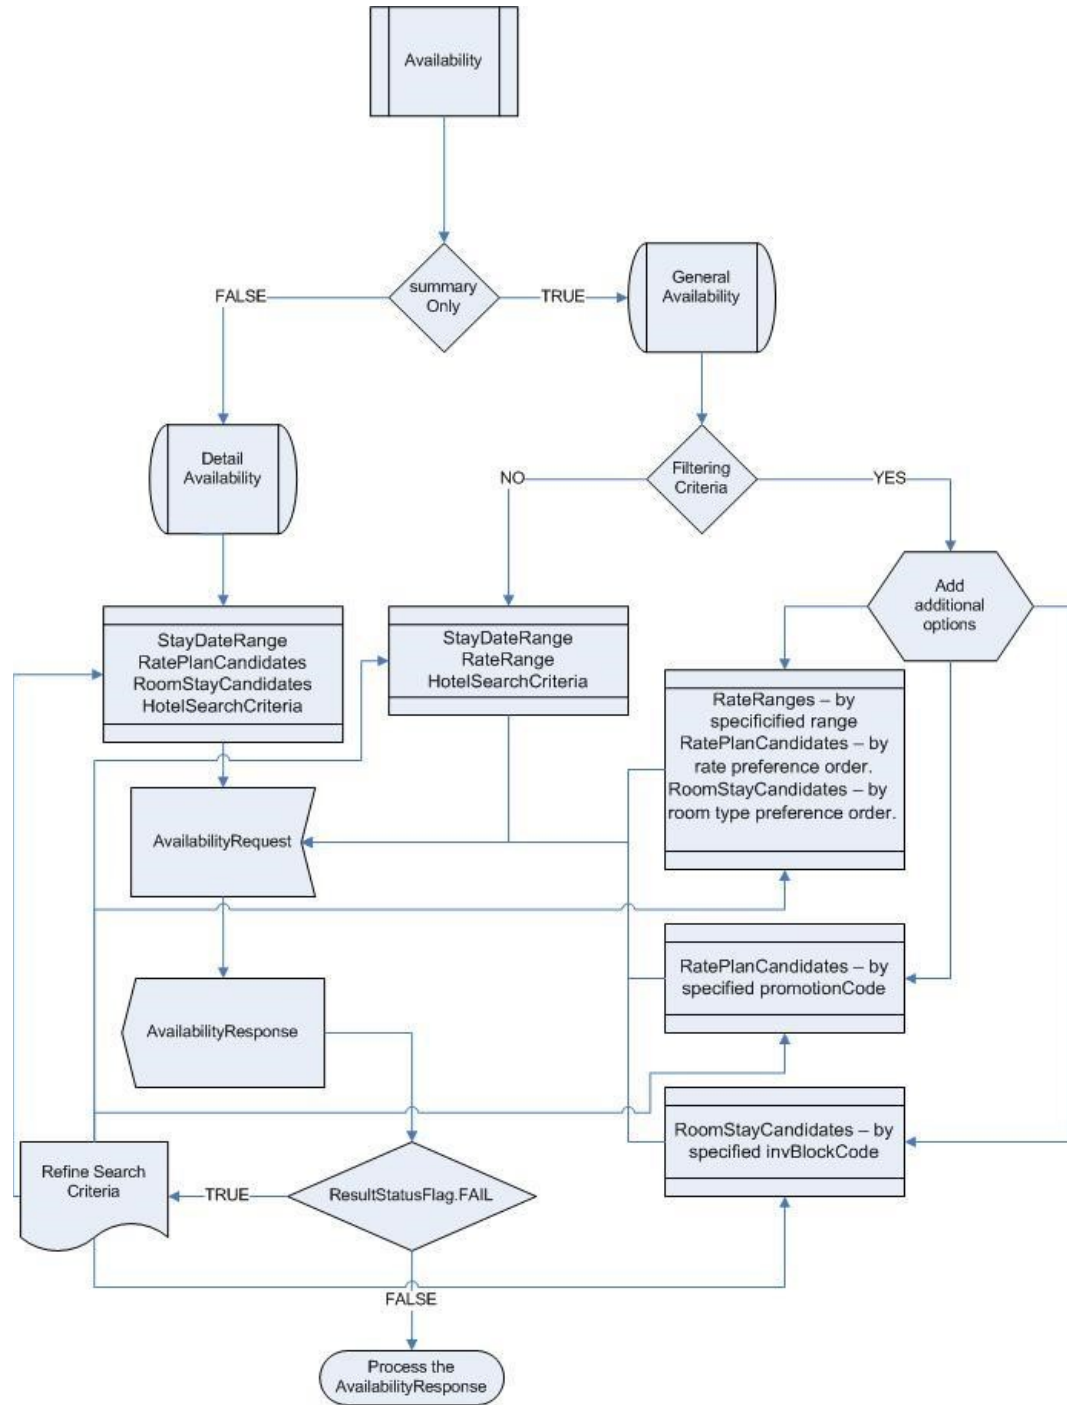 Availability
summary
Only
FALSE
TRUE
General
Availability
Detail
Availability
Filtering
Criteria
NO
YES
Add
additional
options
StayDateRange
RatePlanCandidates
RoomStayCandidates
HotelSearchCriteria
StayDateRange
RateRange
HotelSearchCriteria
RateRanges – by
specificified range
RatePlanCandidates – by
rate preference order.
RoomStayCandidates – by
room type preference order.
AvailabilityRequest
RatePlanCandidates – by
specified promotionCode
AvailabilityResponse
RoomStayCandidates – by
specified invBlockCode
Refine Search
Criteria
TRUE
ResultStatusFlag.FAIL
FALSE
Process the
AvailabilityResponse